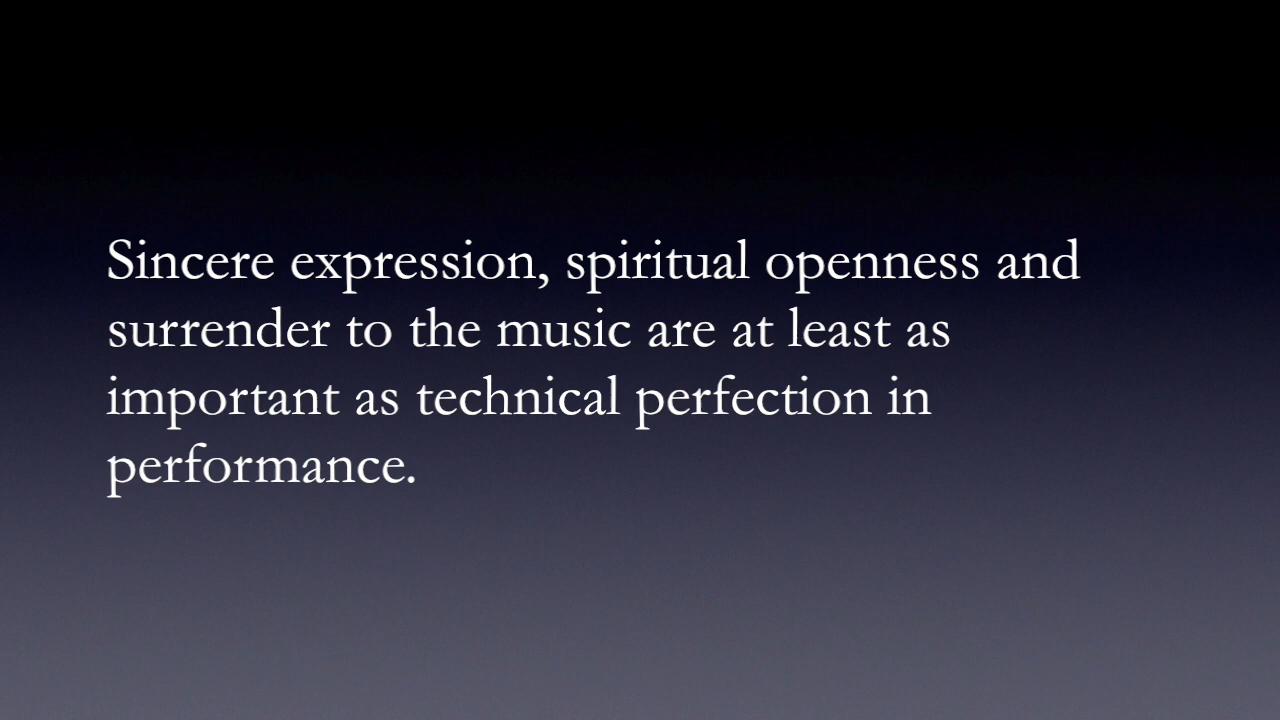 Sincere expression, spiritual openness and
surrender to the music are at least as
important as technical perfection in
performance.